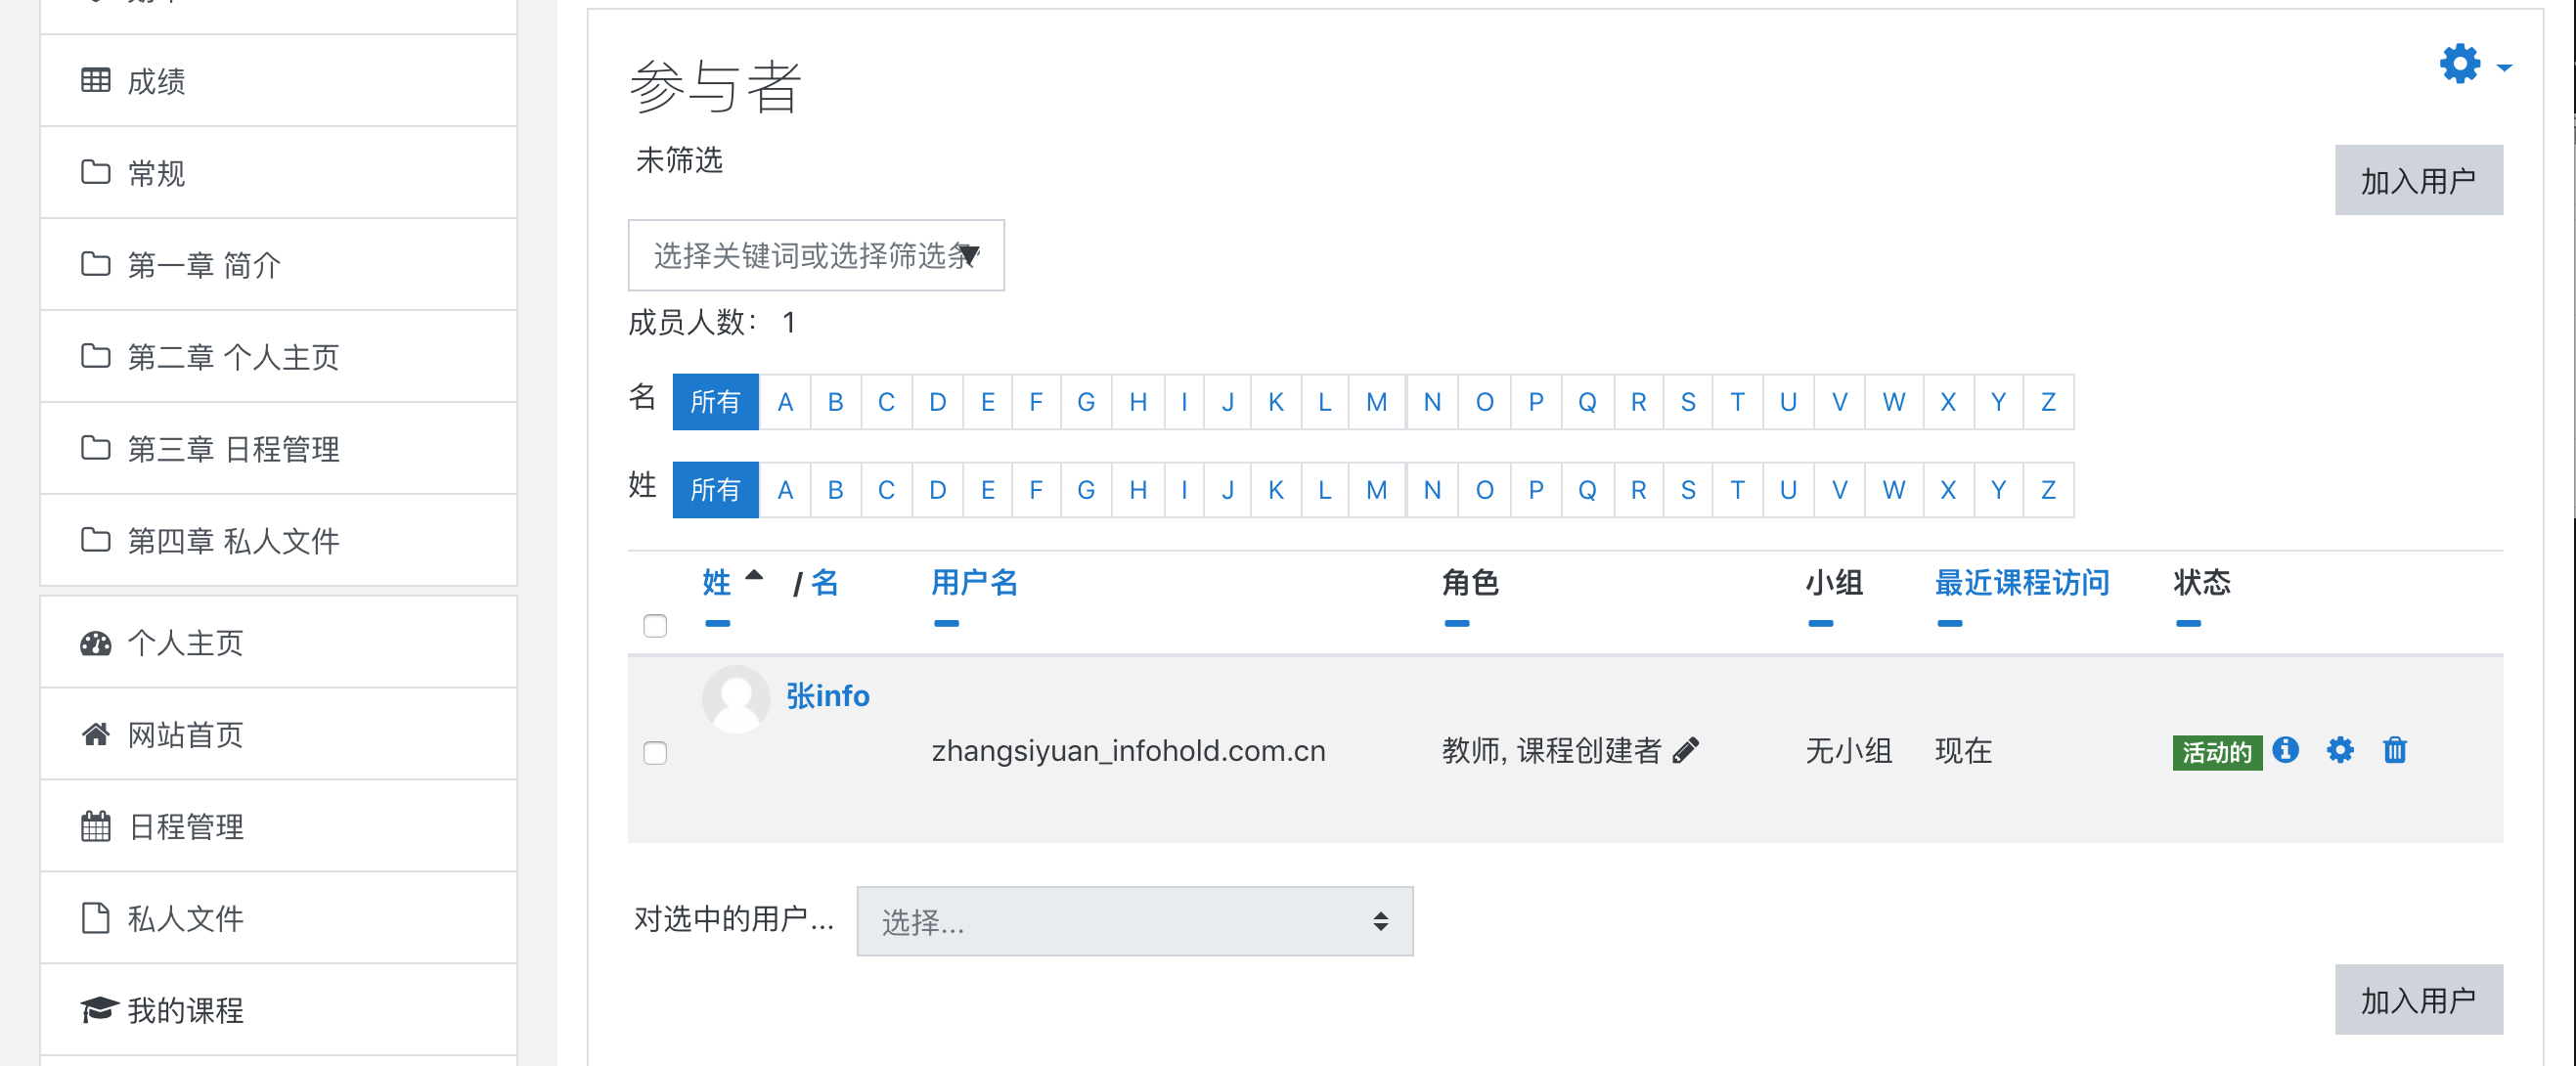 成绩
常规
第一章 简介
第二章 个人主页
第三章 日程管理
第四章 私人文件
个人主页
网站首页
日程管理
私人文件
我的课程
参与者
未筛选
加入用户
选择关键词或选择筛选条
成员人数： 1
名 所有 A B C D E F G H I J K L M N O P Q R S T U V W X Y Z
姓 所有 A B C D E F G H I J K L M N O P Q R S T U V W X Y Z
姓 / 名 用户名 角色 小组 最近课程访问 状态
张info
zhangsiyuan_infohold.com.cn 教师, 课程创建者 无小组 现在 活动的
对选中的用户... 选择...
加入用户